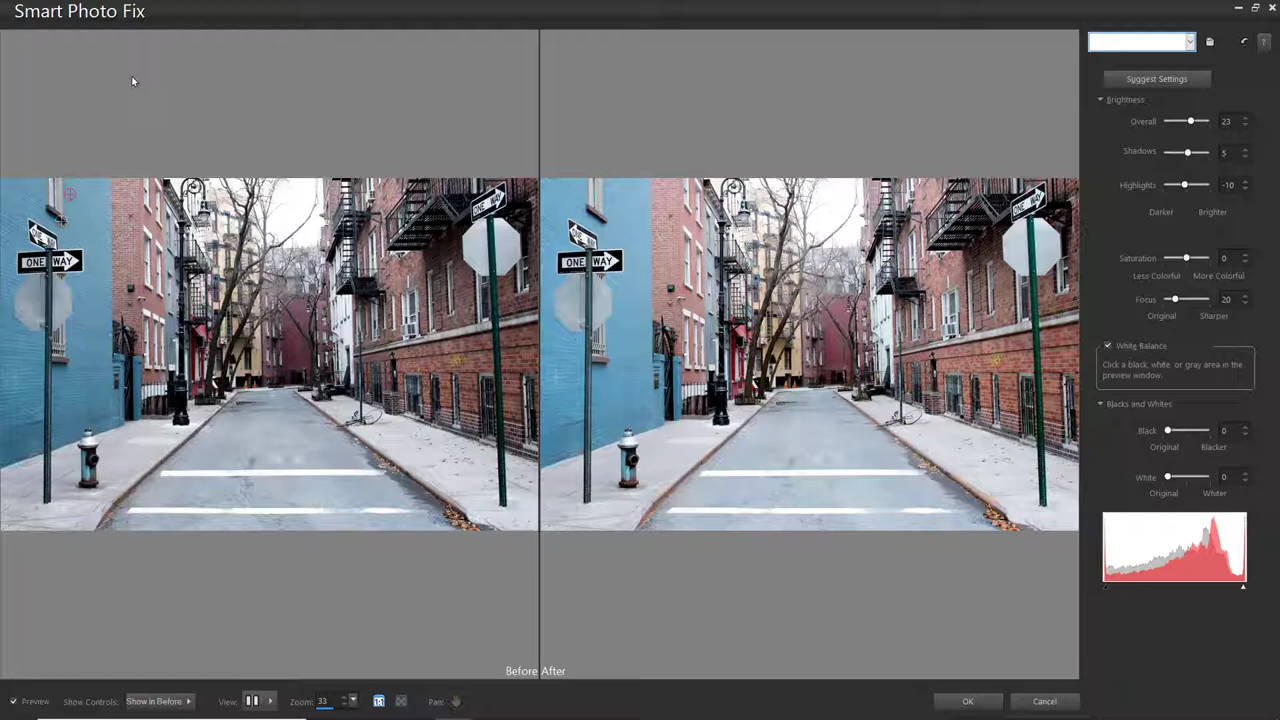 Smart Photo Fix
?
Suggest Settings
Brightness
Overall 23
Shadows 5
Highlights -10
Darker Brighter
Saturation 0
Less Colorful More Colorful
Focus 20
Original Sharper
White Balance
Click a black, white, or gray area in the
preview window.
Blacks and Whites
Black 0
Original Blacker
White 0
Original Whiter
ONE WAY
ONE WAY
ONE WAY
ONE WAY
Before After
Preview Show Controls: Show in Before View: Zoom: 33 1:1 Pan: OK Cancel